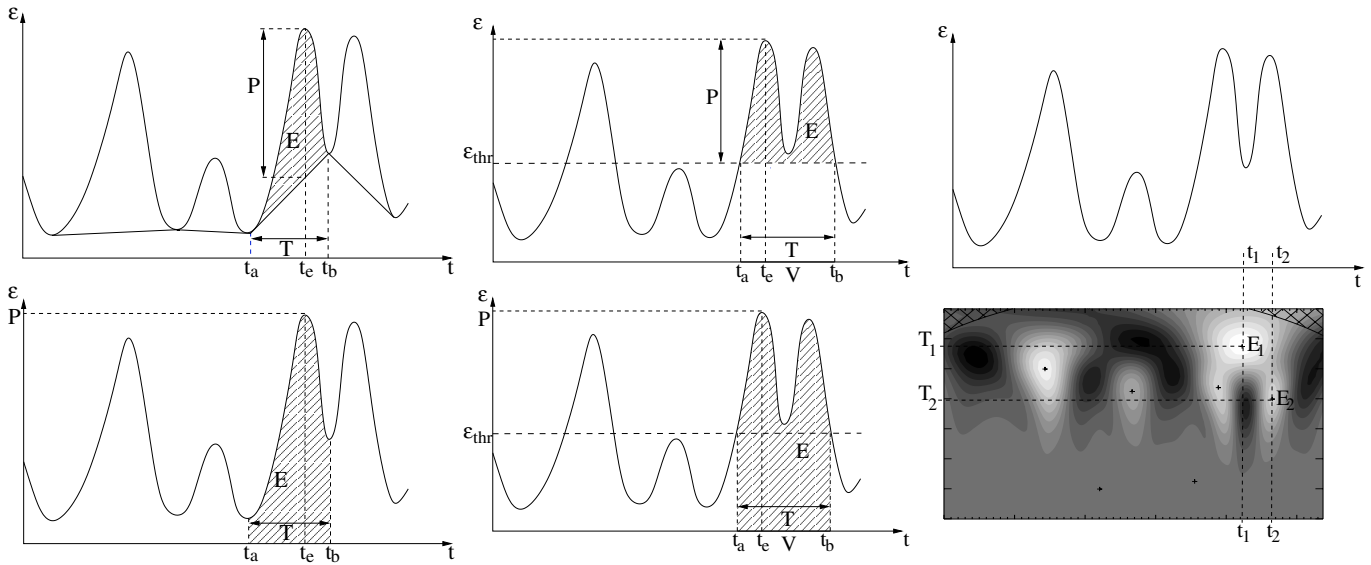 ε
P
E
T
t_a t_e t_b t
ε
P
E
ε_thr
T
t_a t_e V t_b t
ε
t_1 t_2
t
ε
P
E
T
t_a t_e t_b t
ε
P
ε_thr
E
T
t_a t_e V t_b t
T_1 E_1
T_2 E_2
t_1 t_2